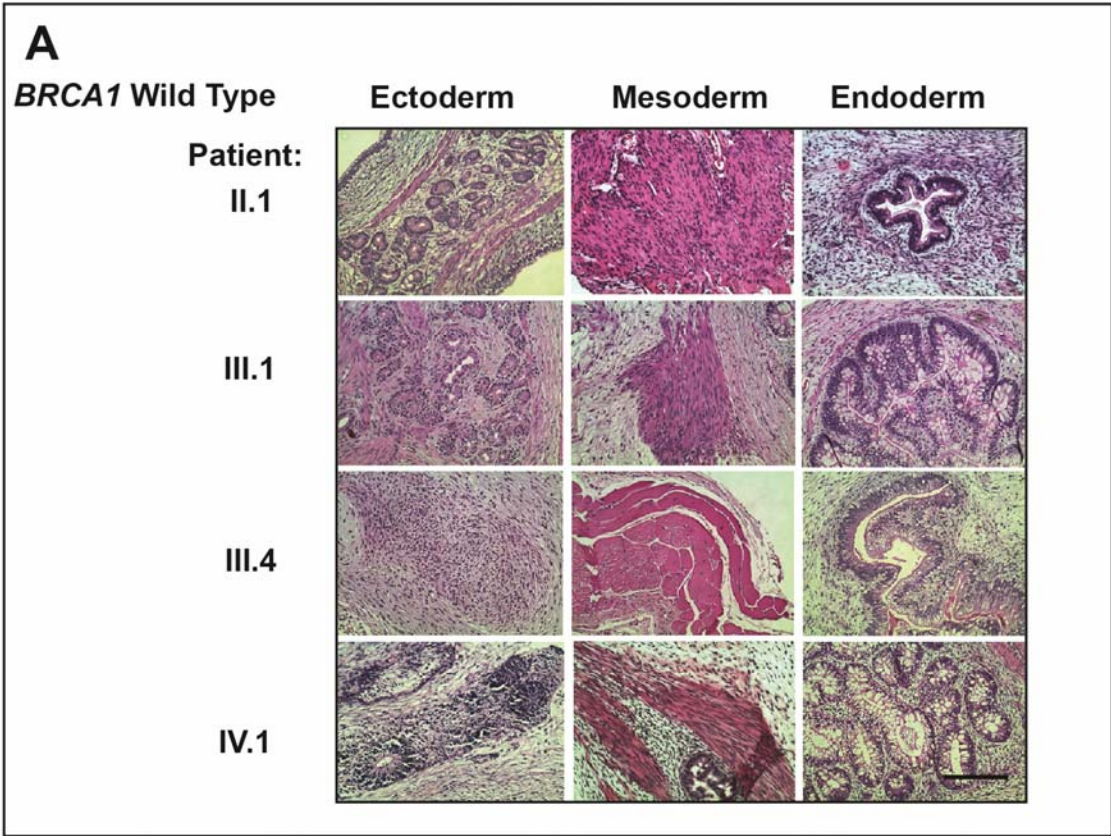 A
BRCA1 Wild Type Ectoderm Mesoderm Endoderm
Patient:
II.1
III.1
III.4
IV.1